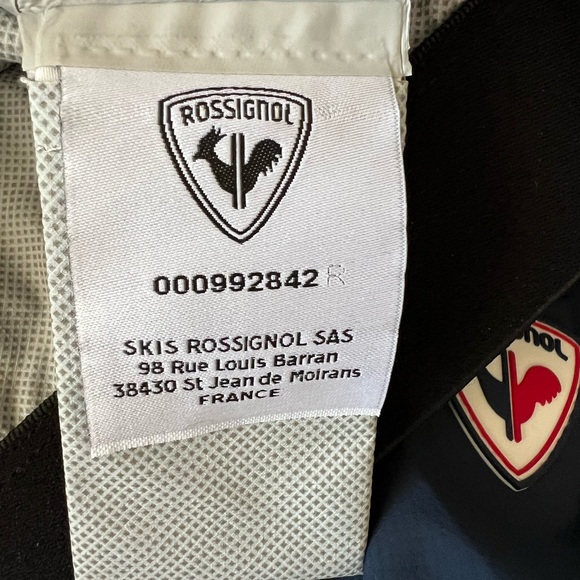 ROSSIGNOL
000992842 R
SKIS ROSSIGNOL SAS
98 Rue Louis Barran
38430 St Jean de Moirans
FRANCE